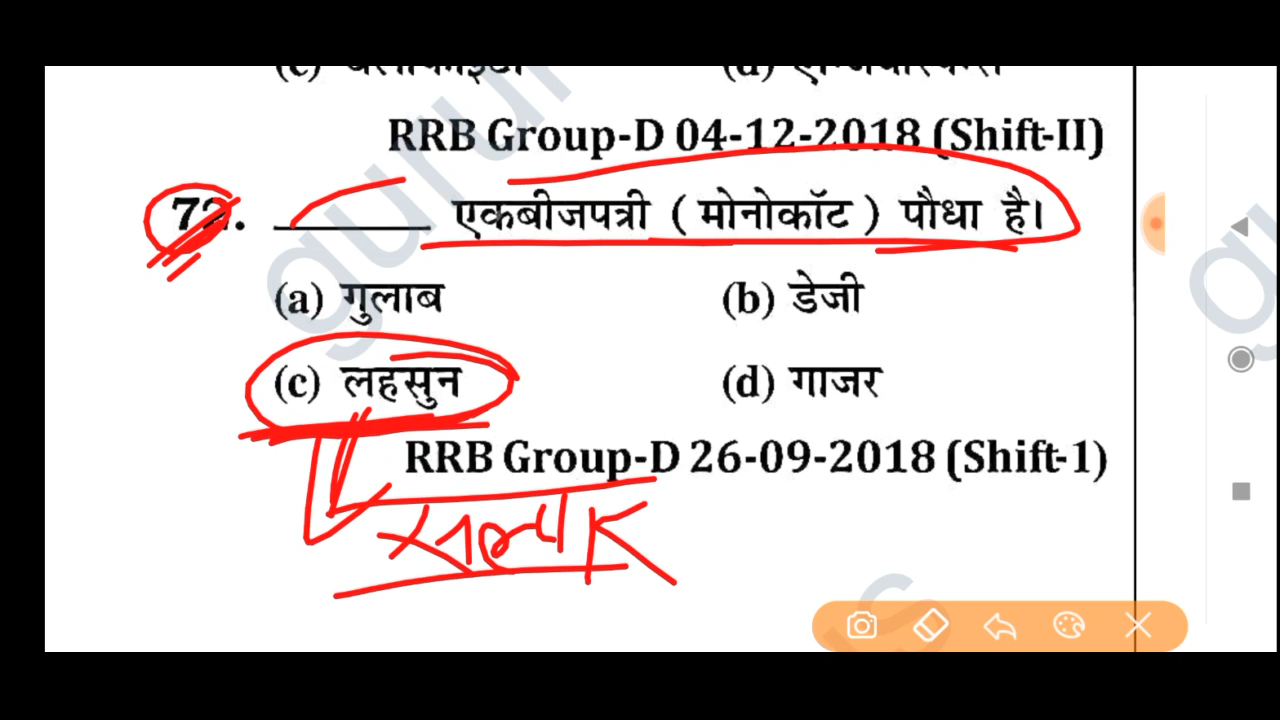 RRB Group-D 04-12-2018 (Shift-II)
72. ________ एकबीजपत्री ( मोनोकॉट ) पौधा है।
(a) गुलाब (b) डेजी
(c) लहसुन (d) गाजर
RRB Group-D 26-09-2018 (Shift-1)